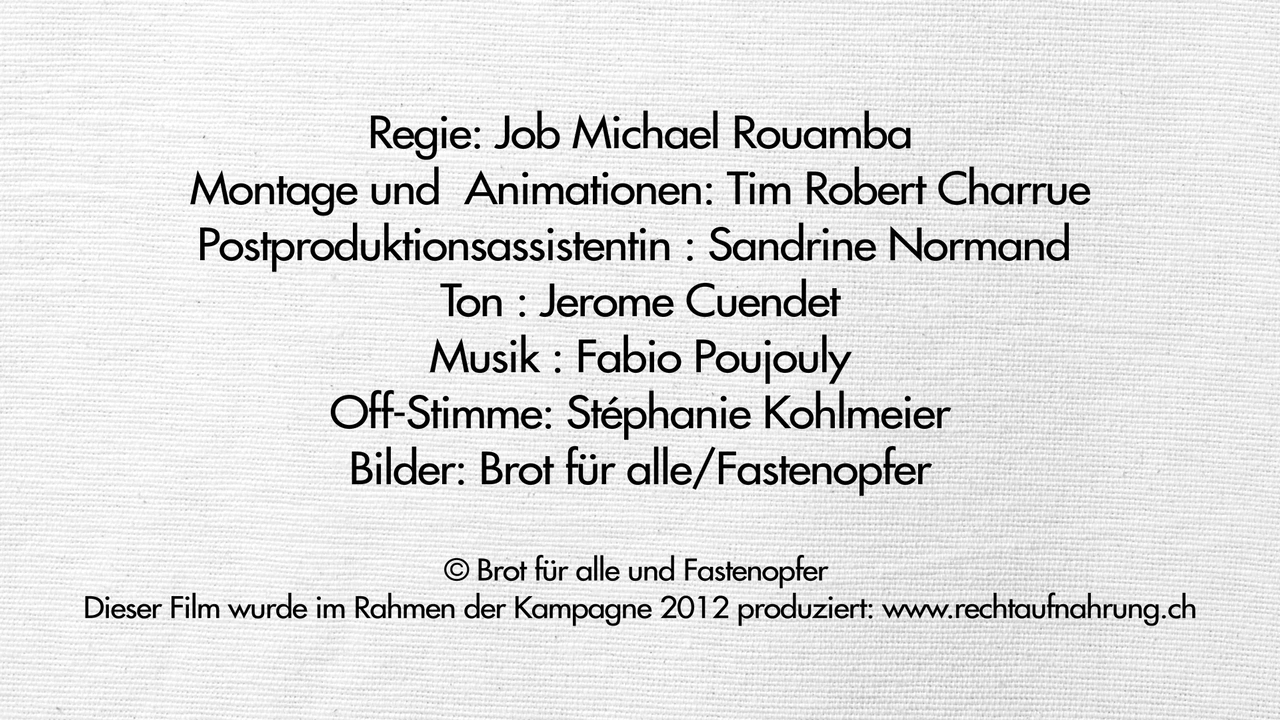 Regie: Job Michael Rouamba
Montage und  Animationen: Tim Robert Charrue
Postproduktionsassistentin : Sandrine Normand
Ton : Jerome Cuendet
Musik : Fabio Poujouly
Off-Stimme: Stéphanie Kohlmeier
Bilder: Brot für alle/Fastenopfer
© Brot für alle und Fastenopfer
Dieser Film wurde im Rahmen der Kampagne 2012 produziert: www.rechtaufnahrung.ch